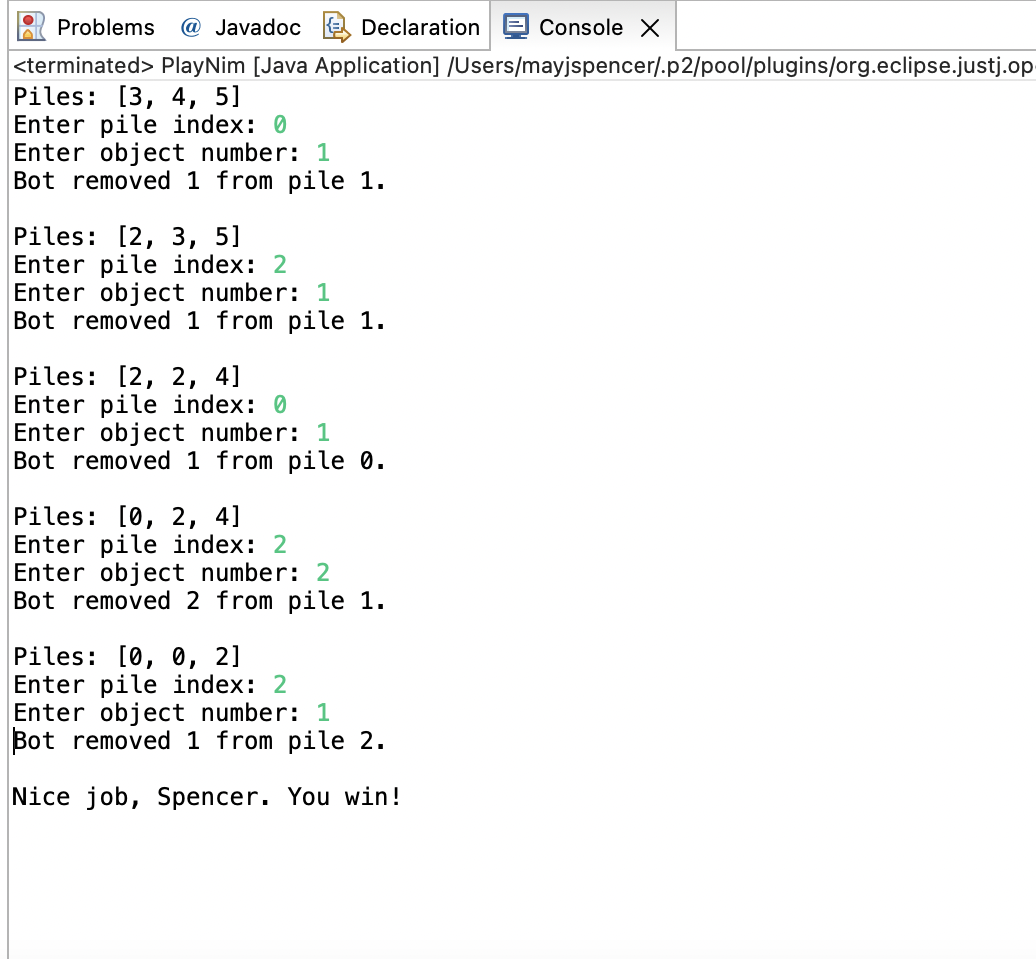 Problems @ Javadoc Declaration Console
<terminated> PlayNim [Java Application] /Users/mayjspencer/.p2/pool/plugins/org.eclipse.justj.op
Piles: [3, 4, 5]
Enter pile index: 0
Enter object number: 1
Bot removed 1 from pile 1.
Piles: [2, 3, 5]
Enter pile index: 2
Enter object number: 1
Bot removed 1 from pile 1.
Piles: [2, 2, 4]
Enter pile index: 0
Enter object number: 1
Bot removed 1 from pile 0.
Piles: [0, 2, 4]
Enter pile index: 2
Enter object number: 2
Bot removed 2 from pile 1.
Piles: [0, 0, 2]
Enter pile index: 2
Enter object number: 1
Bot removed 1 from pile 2.
Nice job, Spencer. You win!